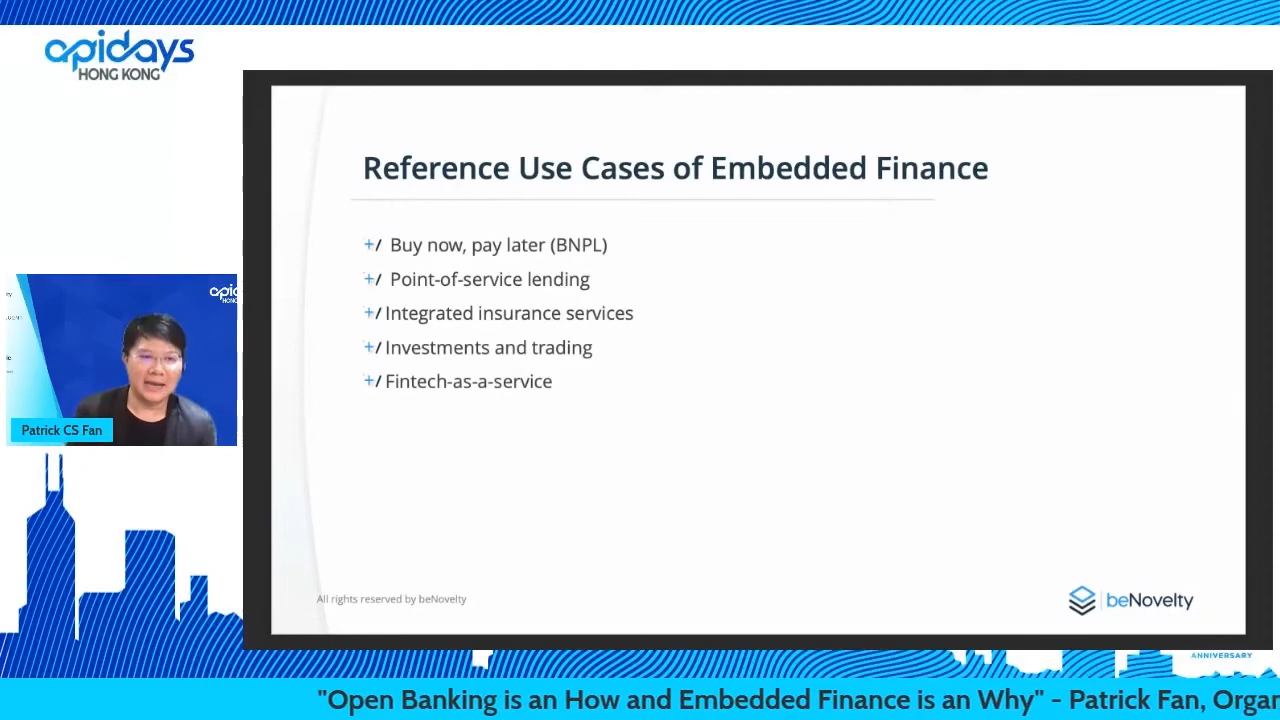 apidays
HONG KONG
Reference Use Cases of Embedded Finance
+/ Buy now, pay later (BNPL)
+/ Point-of-service lending
+/ Integrated insurance services
+/ Investments and trading
+/ Fintech-as-a-service
Patrick CS Fan
All rights reserved by beNovelty
beNovelty
ANNIVERSARY
"Open Banking is an How and Embedded Finance is an Why" - Patrick Fan, Organ